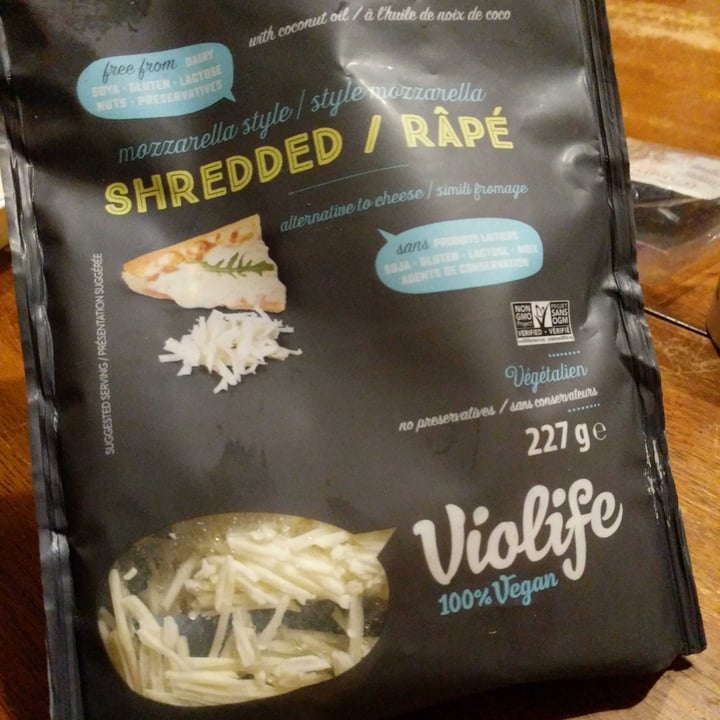 with coconut oil / à l'huile de noix de coco
free from DAIRY
SOYA · GLUTEN · LACTOSE
NUTS · PRESERVATIVES
mozzarella style / style mozzarella
SHREDDED / RÂPÉ
alternative to cheese / simili fromage
sans PRODUITS LAITIERS
SOJA · GLUTEN · LACTOSE · NOIX
AGENTS DE CONSERVATION
SUGGESTED SERVING / PRÉSENTATION SUGGÉRÉE
NON GMO Project VERIFIED
PROJET SANS OGM VÉRIFIÉ
Végétalien
no preservatives / sans conservateurs
227 g e
Violife
100% Vegan